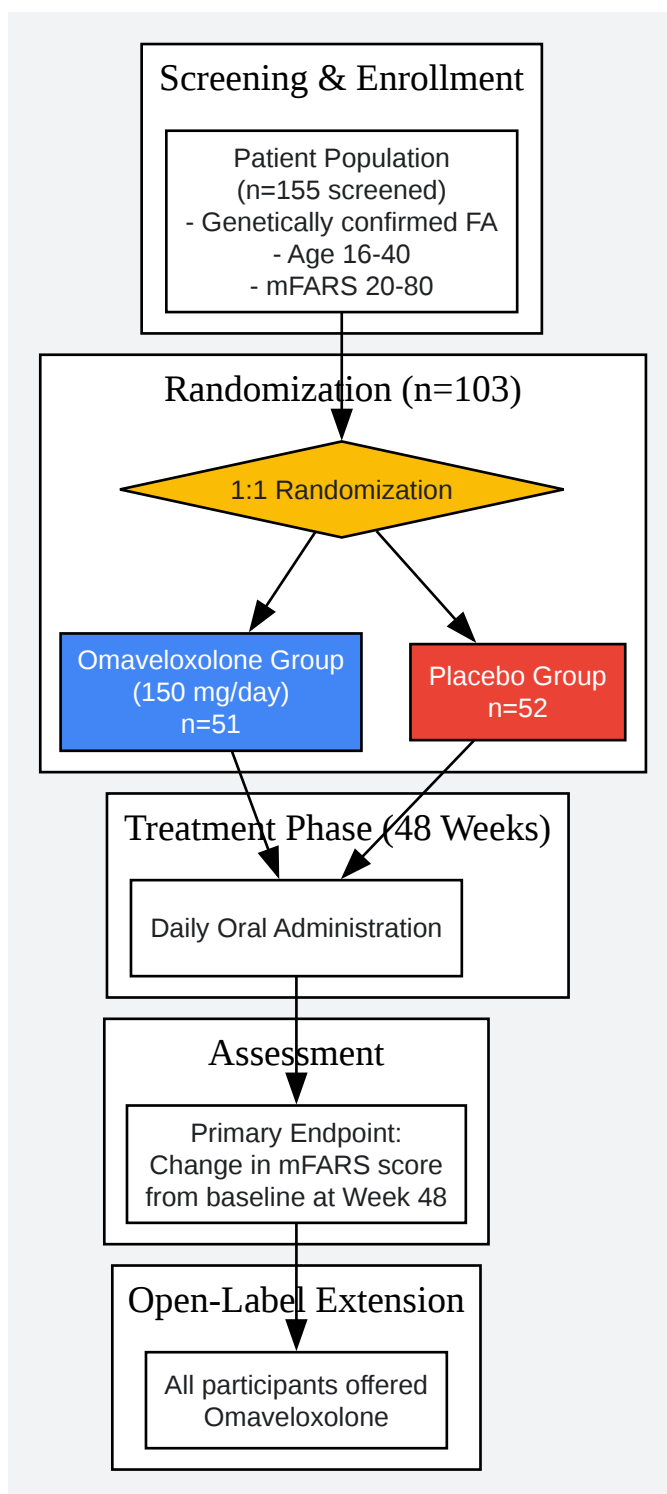 Screening & Enrollment
Patient Population
(n=155 screened)
- Genetically confirmed FA
- Age 16-40
- mFARS 20-80
Randomization (n=103)
1:1 Randomization
Omaveloxolone Group
(150 mg/day)
n=51
Placebo Group
n=52
Treatment Phase (48 Weeks)
Daily Oral Administration
Assessment
Primary Endpoint:
Change in mFARS score
from baseline at Week 48
Open-Label Extension
All participants offered
Omaveloxolone